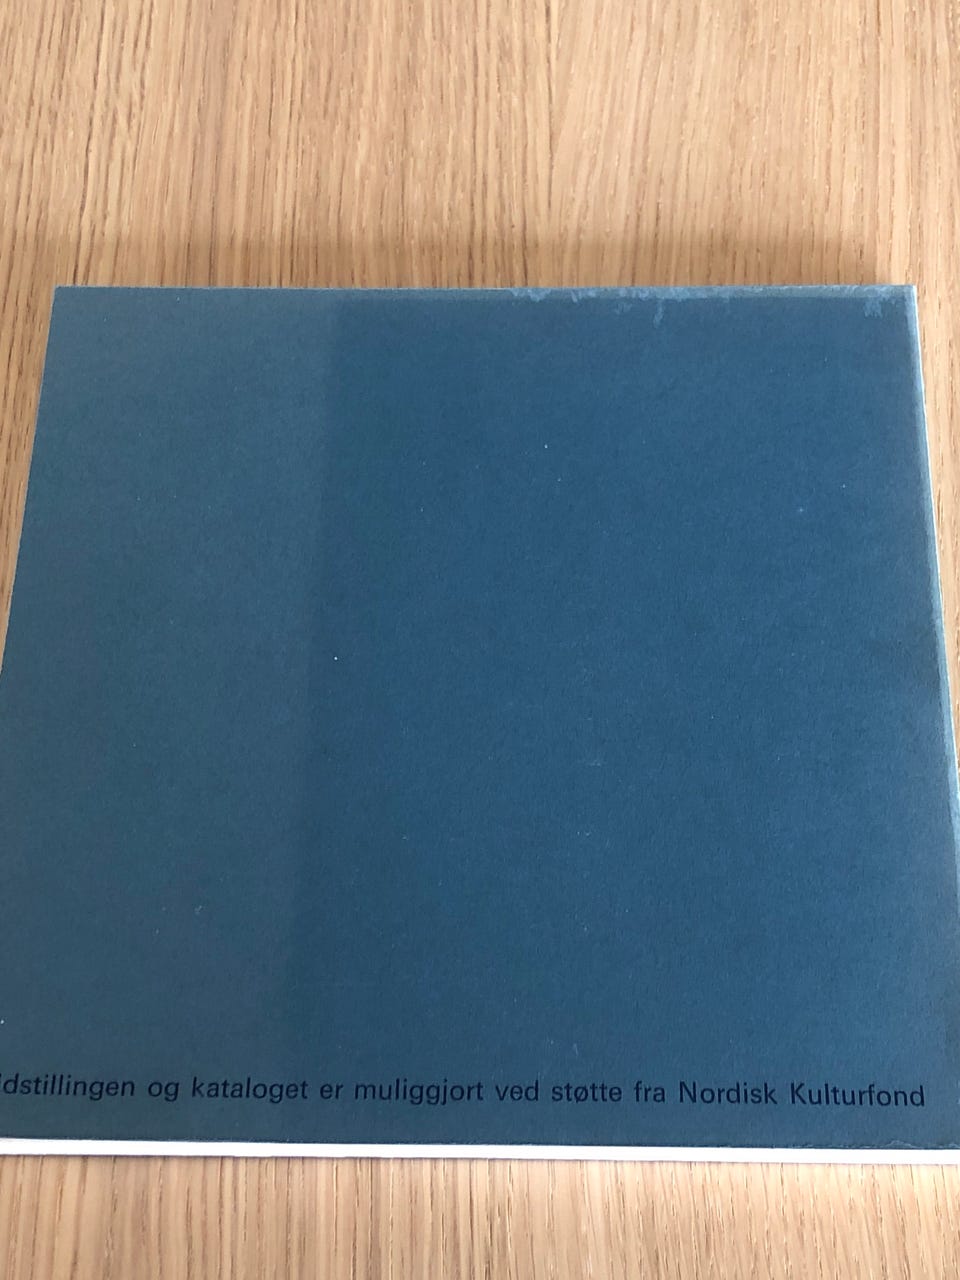 dstillingen og kataloget er muliggjort ved støtte fra Nordisk Kulturfond